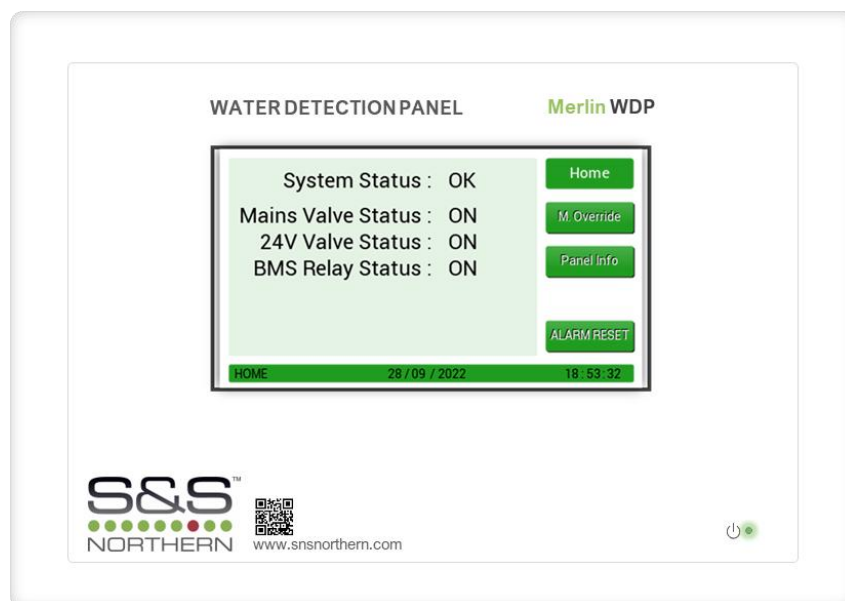 WATER DETECTION PANEL Merlin WDP
System Status : OK
Mains Valve Status : ON
24V Valve Status : ON
BMS Relay Status : ON
Home
M. Override
Panel Info
ALARM RESET
HOME 28 / 09 / 2022 18 : 53 : 32
S&S™
NORTHERN
www.snsnorthern.com